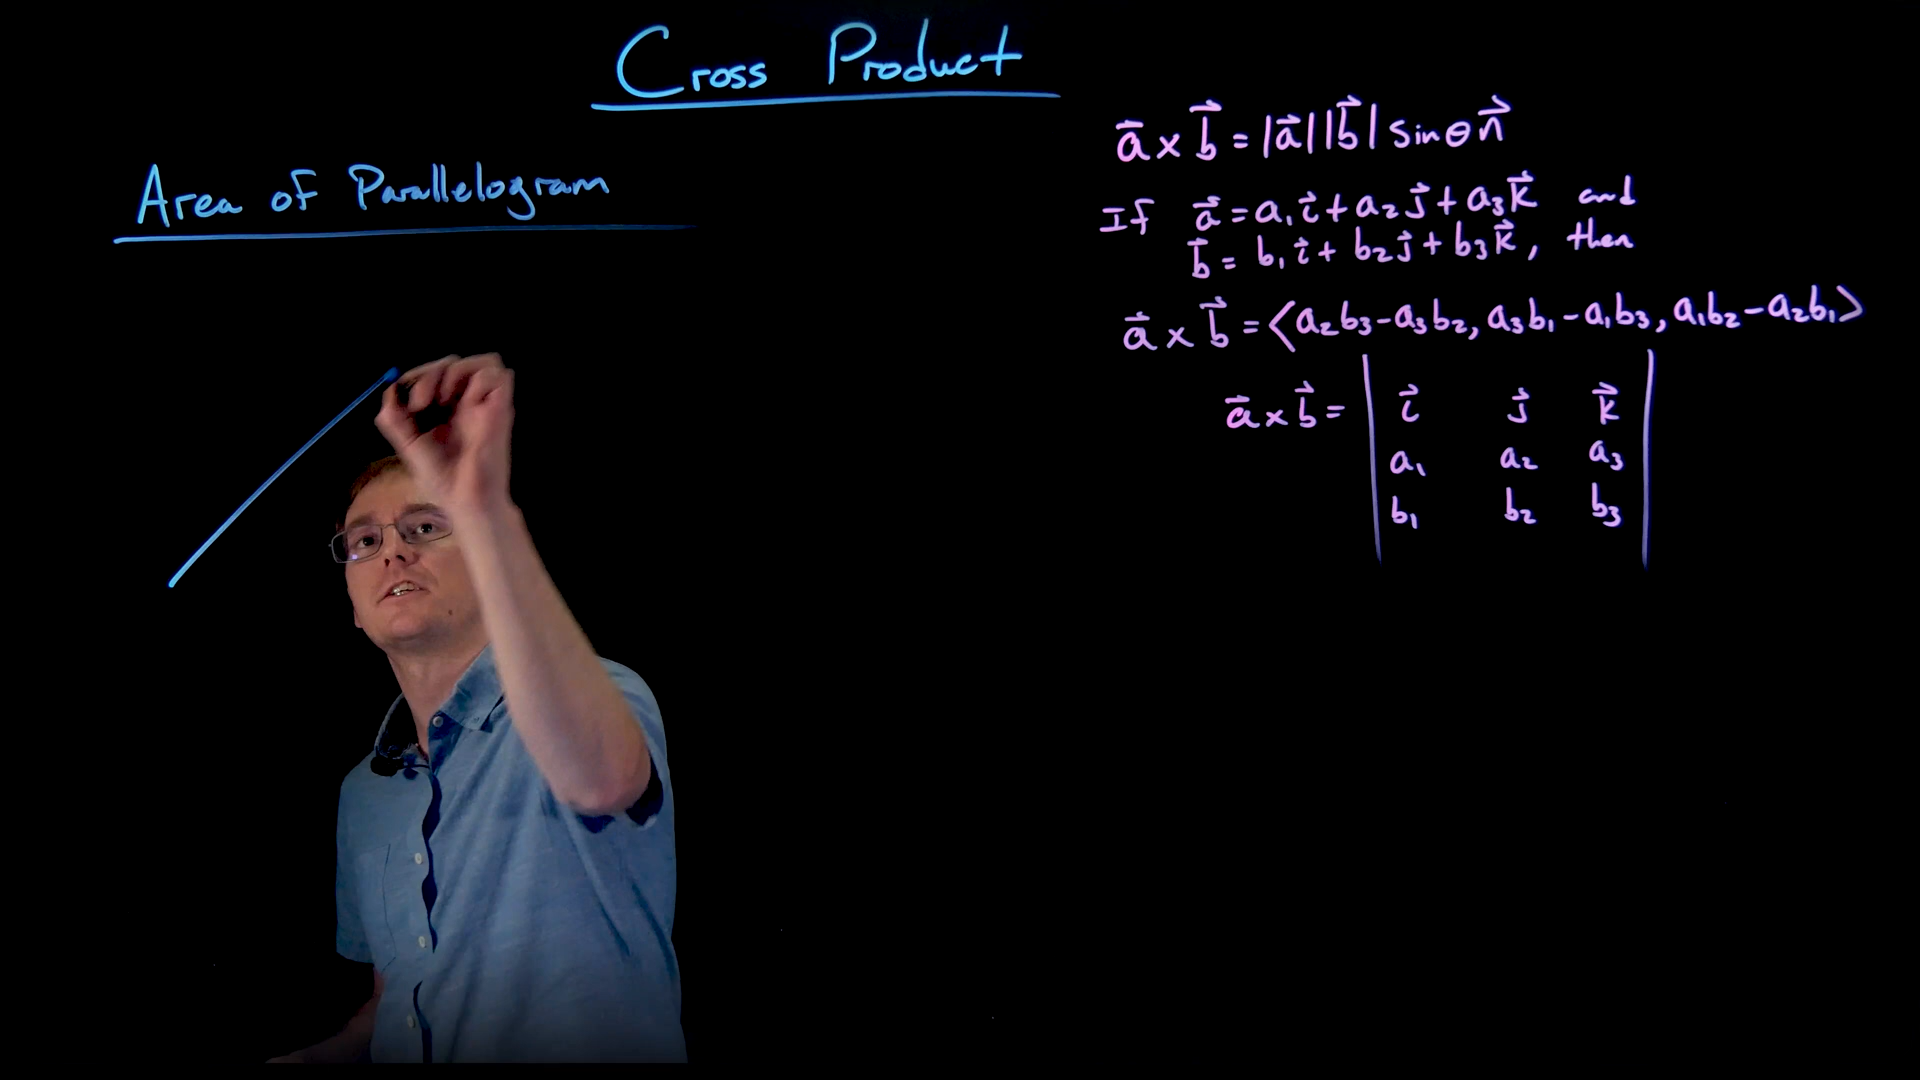 Cross Product
Area of Parallelogram
a⃗ × b⃗ = |a⃗||b⃗| sin θ n⃗
If a⃗ = a₁i⃗ + a₂j⃗ + a₃k⃗ and
b⃗ = b₁i⃗ + b₂j⃗ + b₃k⃗, then
a⃗ × b⃗ = ⟨a₂b₃ - a₃b₂, a₃b₁ - a₁b₃, a₁b₂ - a₂b₁⟩
a⃗ × b⃗ = | i⃗ j⃗ k⃗ |
a₁ a₂ a₃
b₁ b₂ b₃